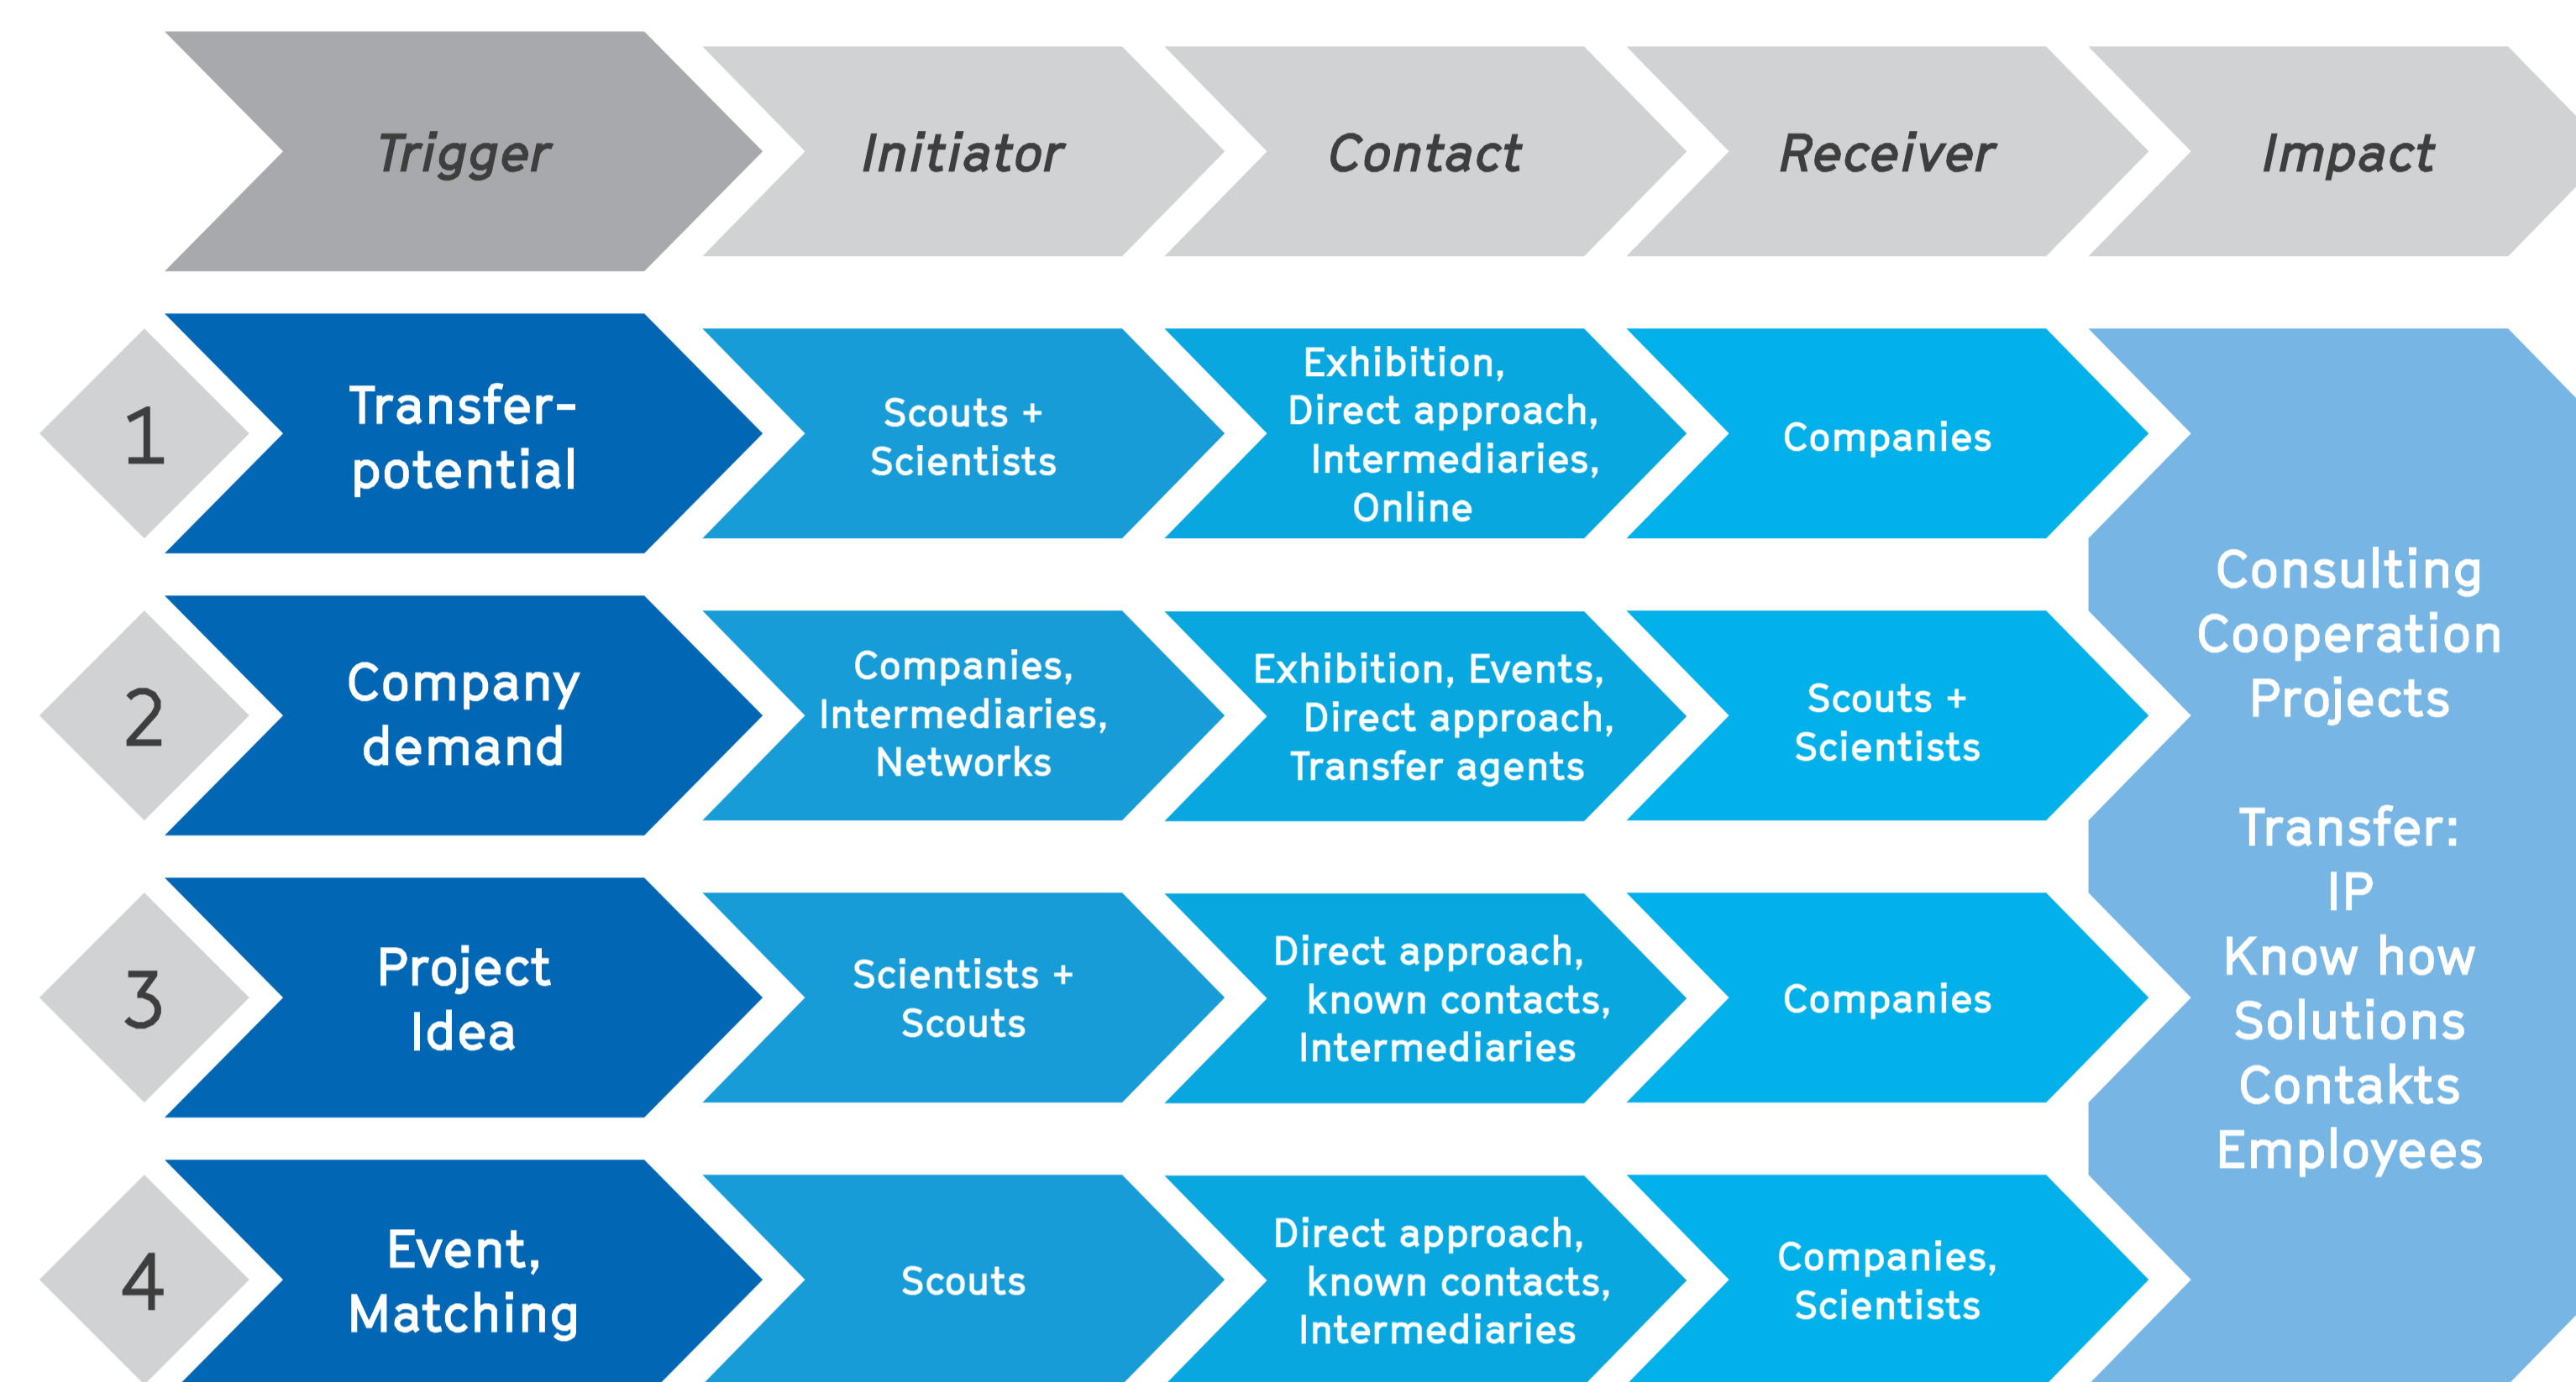 Trigger
Initiator
Contact
Receiver
Impact
1
Transfer-
potential
Scouts +
Scientists
Exhibition,
Direct approach,
Intermediaries,
Online
Companies
2
Company
demand
Companies,
Intermediaries,
Networks
Exhibition, Events,
Direct approach,
Transfer agents
Scouts +
Scientists
3
Project
Idea
Scientists +
Scouts
Direct approach,
known contacts,
Intermediaries
Companies
4
Event,
Matching
Scouts
Direct approach,
known contacts,
Intermediaries
Companies,
Scientists
Consulting
Cooperation
Projects
Transfer:
IP
Know how
Solutions
Contakts
Employees